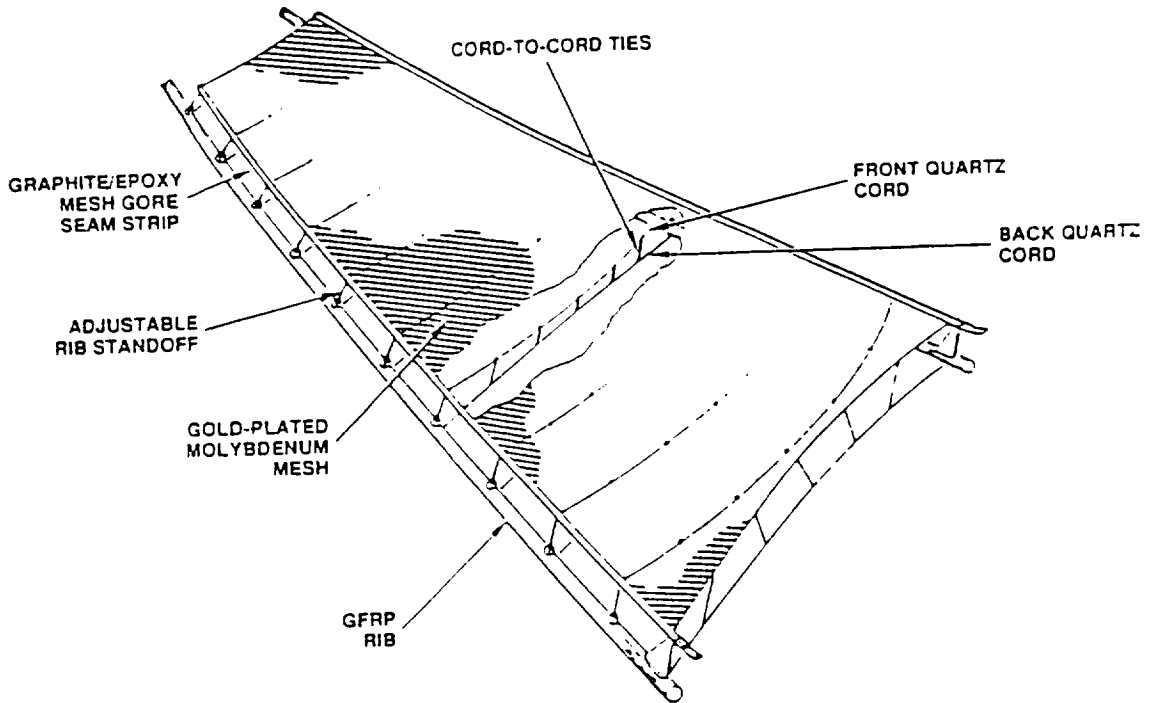 CORD-TO-CORD TIES
FRONT QUARTZ
CORD
BACK QUARTZ
CORD
GRAPHITE/EPOXY
MESH GORE
SEAM STRIP
ADJUSTABLE
RIB STANDOFF
GOLD-PLATED
MOLYBDENUM
MESH
GFRP
RIB